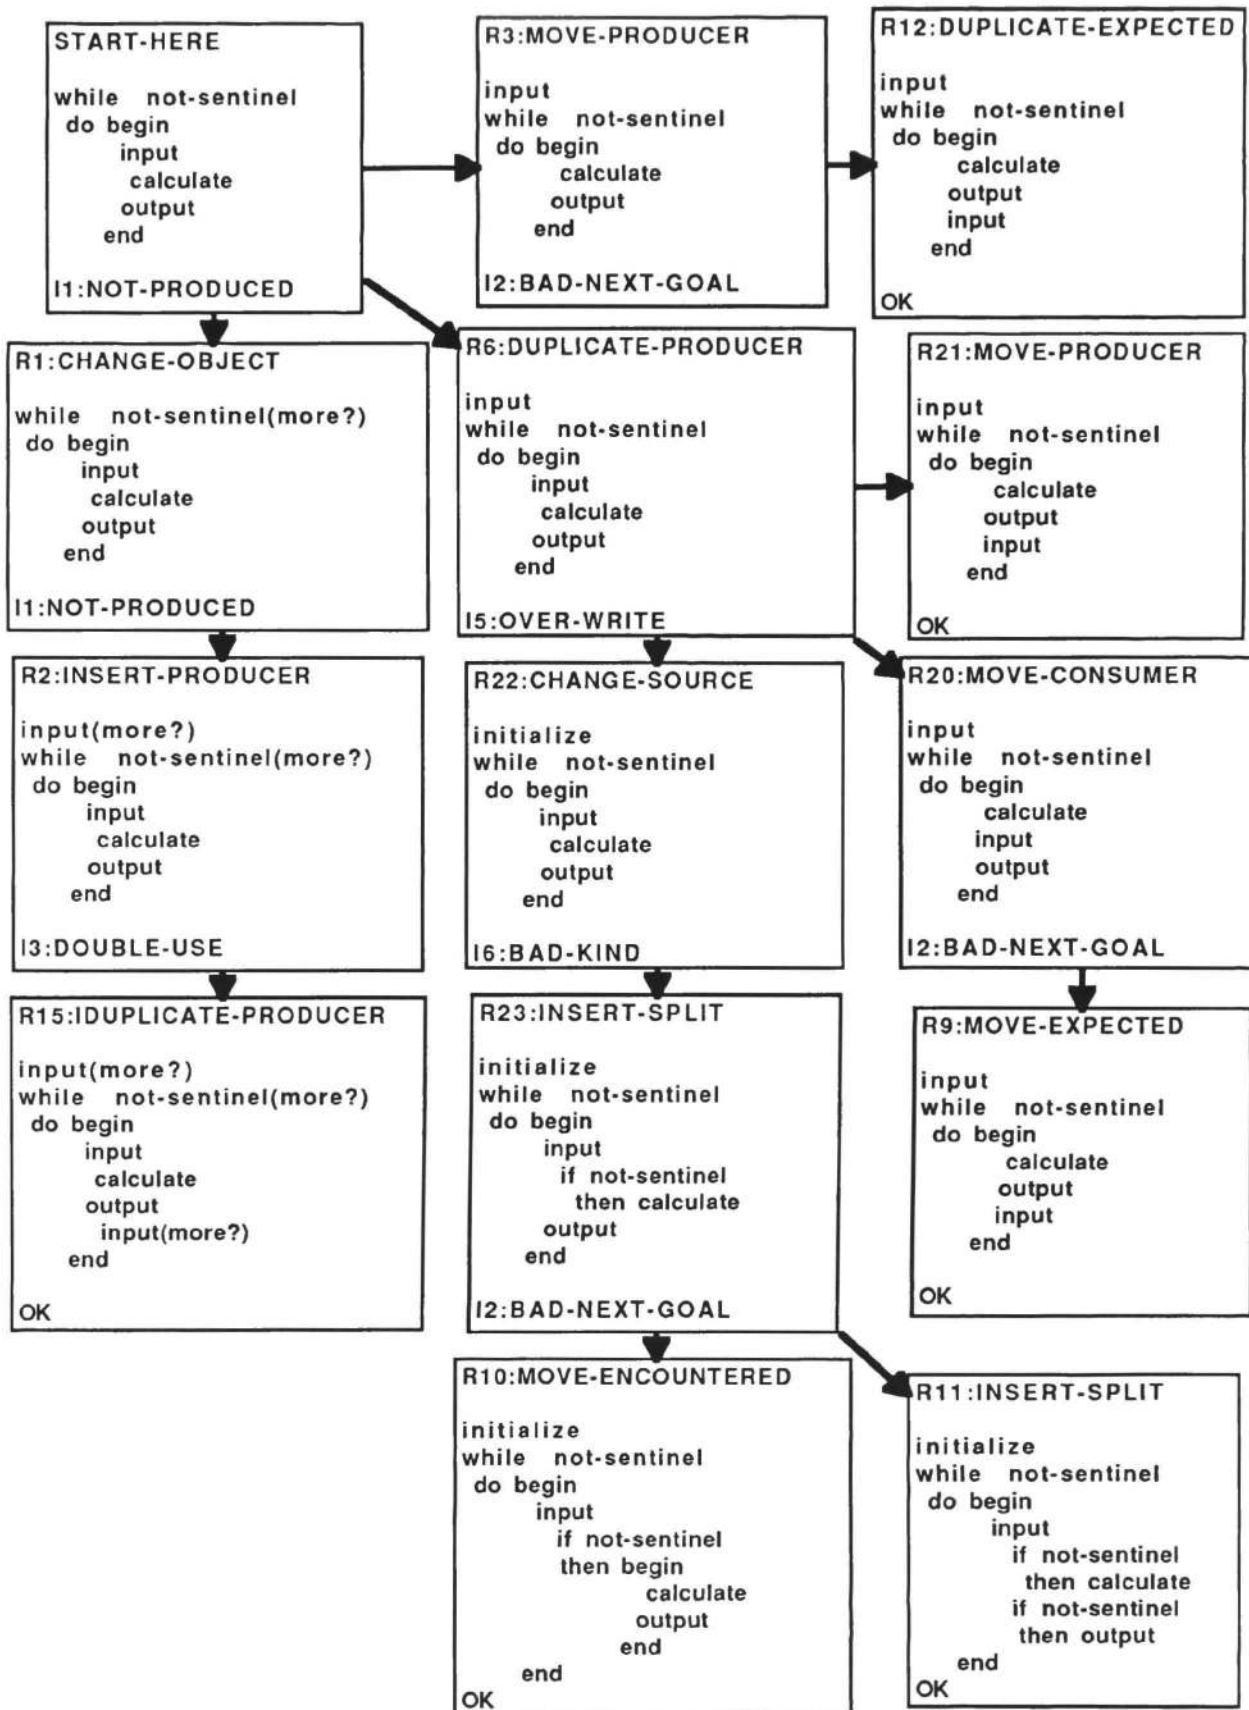 START-HERE
while not-sentinel
do begin
input
calculate
output
end
I1:NOT-PRODUCED
R3:MOVE-PRODUCER
input
while not-sentinel
do begin
calculate
output
end
I2:BAD-NEXT-GOAL
R12:DUPLICATE-EXPECTED
input
while not-sentinel
do begin
calculate
output
input
end
OK
R1:CHANGE-OBJECT
while not-sentinel(more?)
do begin
input
calculate
output
end
I1:NOT-PRODUCED
R6:DUPLICATE-PRODUCER
input
while not-sentinel
do begin
input
calculate
output
end
I5:OVER-WRITE
R21:MOVE-PRODUCER
input
while not-sentinel
do begin
calculate
output
input
end
OK
R2:INSERT-PRODUCER
input(more?)
while not-sentinel(more?)
do begin
input
calculate
output
end
I3:DOUBLE-USE
R22:CHANGE-SOURCE
initialize
while not-sentinel
do begin
input
calculate
output
end
I6:BAD-KIND
R20:MOVE-CONSUMER
input
while not-sentinel
do begin
calculate
input
output
end
I2:BAD-NEXT-GOAL
R15:IDUPLICATE-PRODUCER
input(more?)
while not-sentinel(more?)
do begin
input
calculate
output
input(more?)
end
OK
R23:INSERT-SPLIT
initialize
while not-sentinel
do begin
input
if not-sentinel
then calculate
output
end
I2:BAD-NEXT-GOAL
R9:MOVE-EXPECTED
input
while not-sentinel
do begin
calculate
output
input
end
OK
R10:MOVE-ENCOUNTERED
initialize
while not-sentinel
do begin
input
if not-sentinel
then begin
calculate
output
end
end
OK
R11:INSERT-SPLIT
initialize
while not-sentinel
do begin
input
if not-sentinel
then calculate
if not-sentinel
then output
end
OK